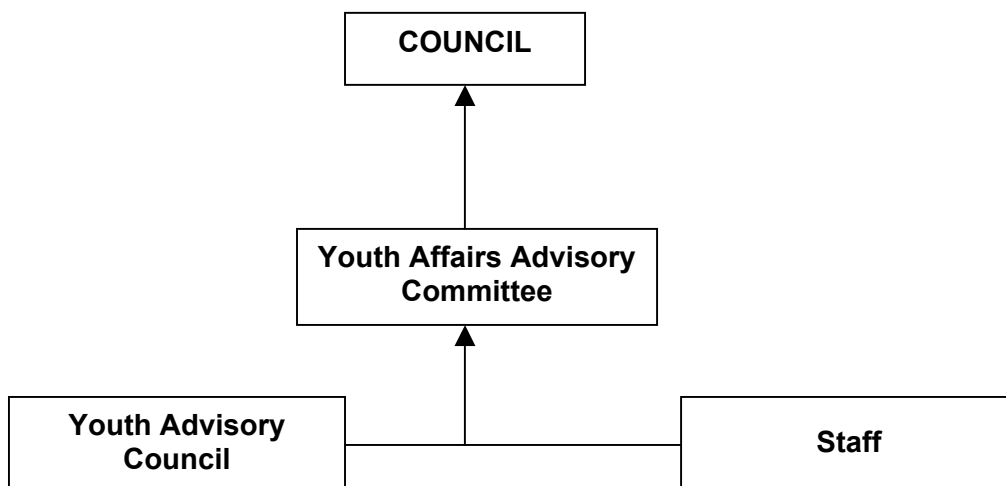 COUNCIL
Youth Affairs Advisory
Committee
Youth Advisory
Council
Staff